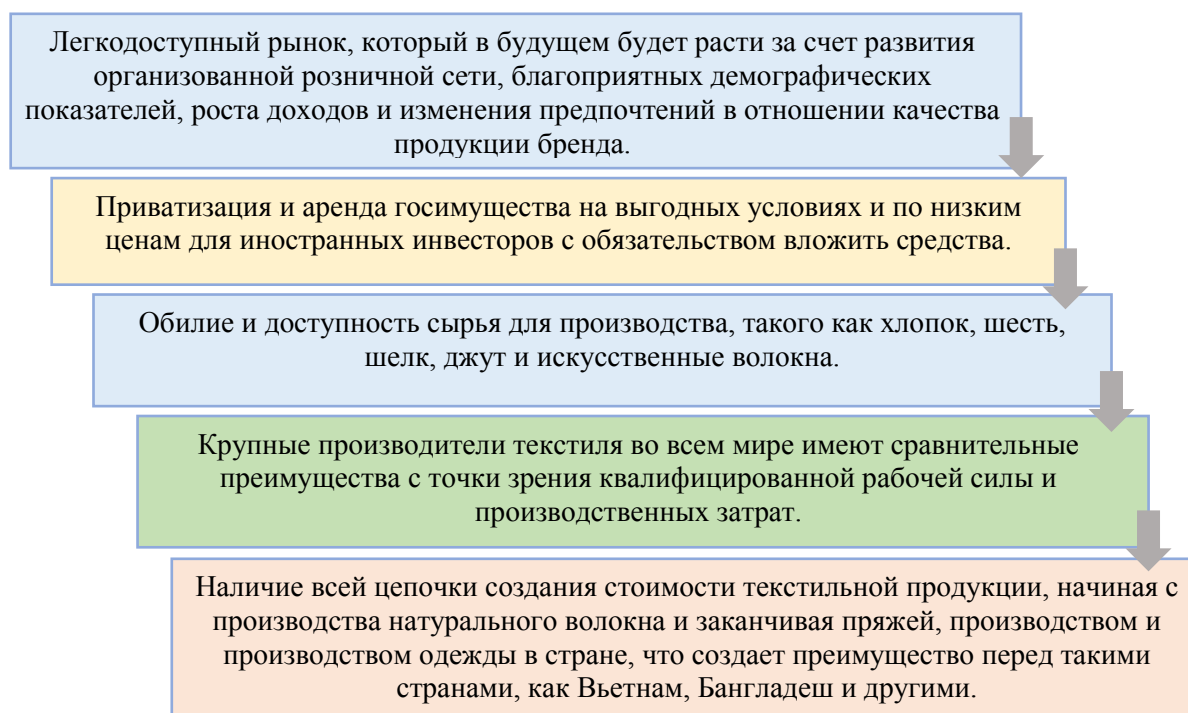 Легкодоступный рынок, который в будущем будет расти за счет развития
организованной розничной сети, благоприятных демографических
показателей, роста доходов и изменения предпочтений в отношении качества
продукции бренда.
Приватизация и аренда госимущества на выгодных условиях и по низким
ценам для иностранных инвесторов с обязательством вложить средства.
Обилие и доступность сырья для производства, такого как хлопок, шесть,
шелк, джут и искусственные волокна.
Крупные производители текстиля во всем мире имеют сравнительные
преимущества с точки зрения квалифицированной рабочей силы и
производственных затрат.
Наличие всей цепочки создания стоимости текстильной продукции, начиная с
производства натурального волокна и заканчивая пряжей, производством и
производством одежды в стране, что создает преимущество перед такими
странами, как Вьетнам, Бангладеш и другими.